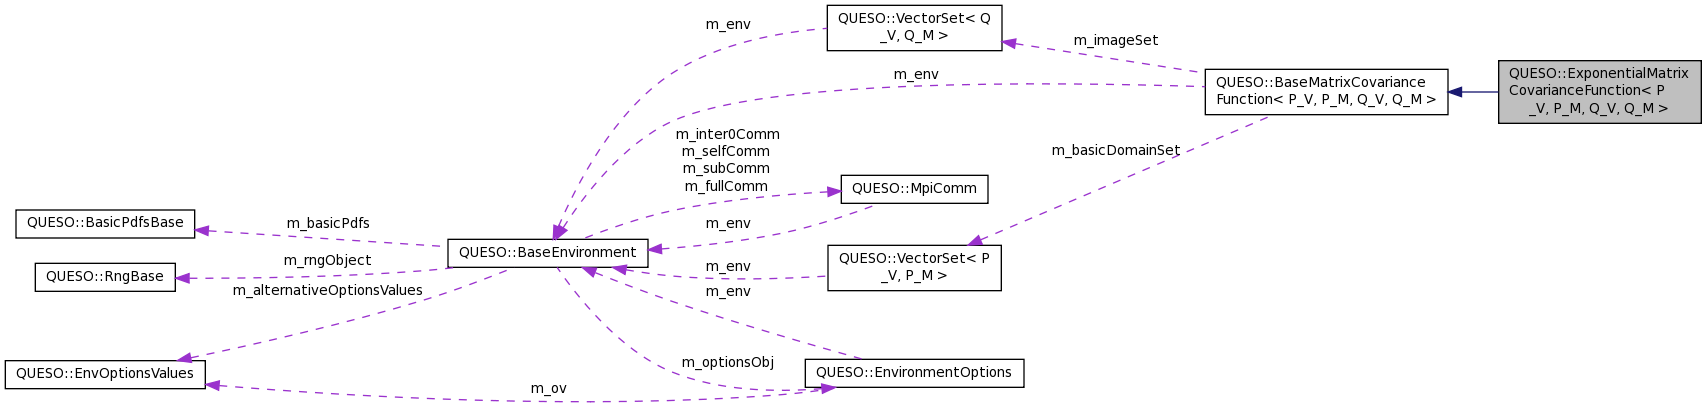 QUESO::VectorSet< Q
_V, Q_M >
m_env
m_imageSet
QUESO::ExponentialMatrix
CovarianceFunction< P
_V, P_M, Q_V, Q_M >
m_env
QUESO::BaseMatrixCovariance
Function< P_V, P_M, Q_V, Q_M >
m_inter0Comm
m_selfComm
m_subComm
m_fullComm
m_basicDomainSet
QUESO::MpiComm
QUESO::BasicPdfsBase
m_basicPdfs
m_env
QUESO::BaseEnvironment
QUESO::VectorSet< P
_V, P_M >
m_rngObject
m_env
QUESO::RngBase
m_alternativeOptionsValues
m_env
m_optionsObj
QUESO::EnvOptionsValues
QUESO::EnvironmentOptions
m_ov